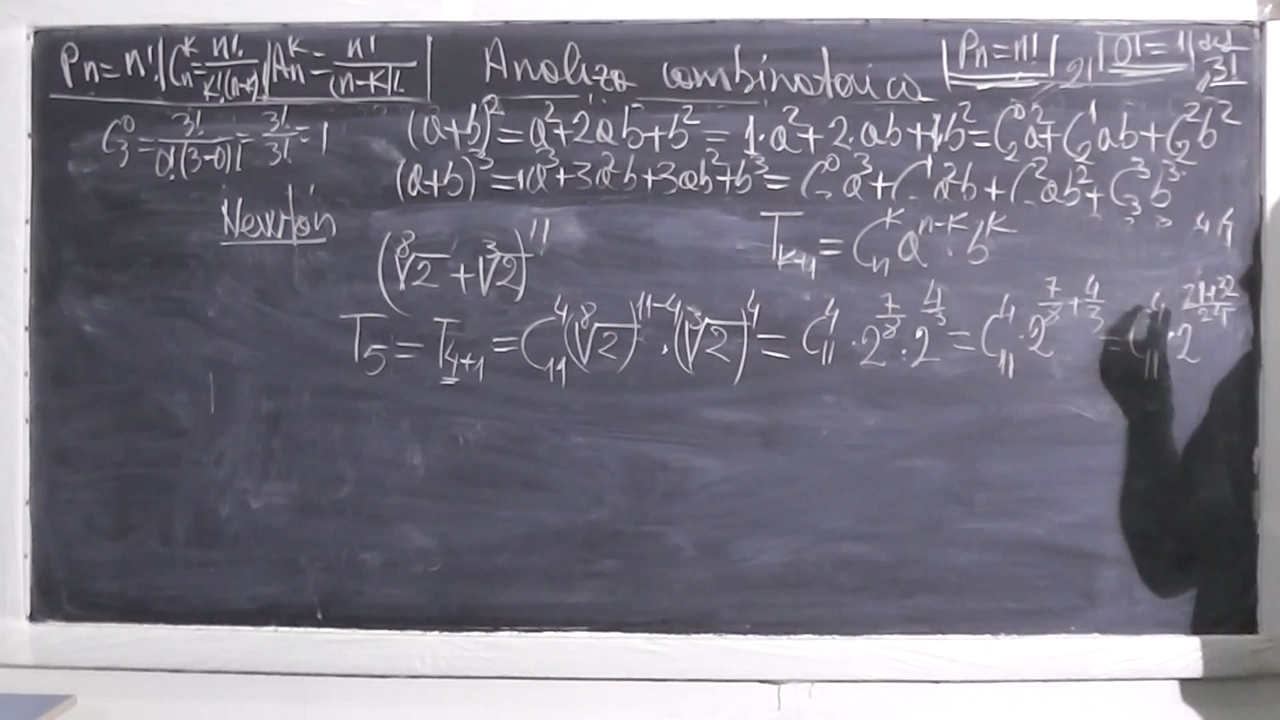 Pn = n! | C_n^k = n!/(k!(n-k)!) | A_n^k = n!/(n-k)! | Analiza combinatorica | Pn = n! | 0! = 1 |
C_3^0 = 3!/(0!(3-0)!) = 3!/3! = 1
(a+b)^2 = a^2 + 2ab + b^2 = 1·a^2 + 2·ab + 1b^2 = C_2^0 a^2 + C_2^1 ab + C_2^2 b^2
(a+b)^3 = 1a^3 + 3a^2b + 3ab^2 + b^3 = C^0 a^3 + C^1 a^2b + C^2 ab^2 + C_3^3 b^3
Newton
T_{k+1} = C_n^k a^{n-k} · b^k
(⁸√2 + ³√2)^11
T_5 = T_{4+1} = C_11^4 (⁸√2)^{11-4} · (³√2)^4 = C_11^4 · 2^{7/8} · 2^{4/3} = C_11^4 · 2^{7/8 + 4/3} = C_11^4 · 2^{(21+32)/24}